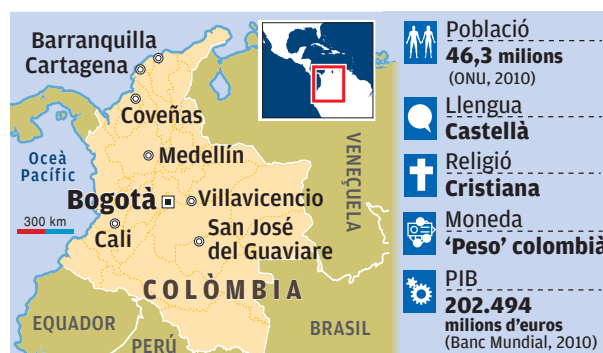 Barranquilla
Cartagena
Coveñas
Medellín
Oceà
Pacífic
Bogotà
Villavicencio
300 km
Cali
San José
del Guaviare
COLÒMBIA
VENEÇUELA
EQUADOR
PERÚ
BRASIL
Població
46,3 milions
(ONU, 2010)
Llengua
Castellà
Religió
Cristiana
Moneda
‘Peso’ colombià
PIB
202.494
milions d’euros
(Banc Mundial, 2010)